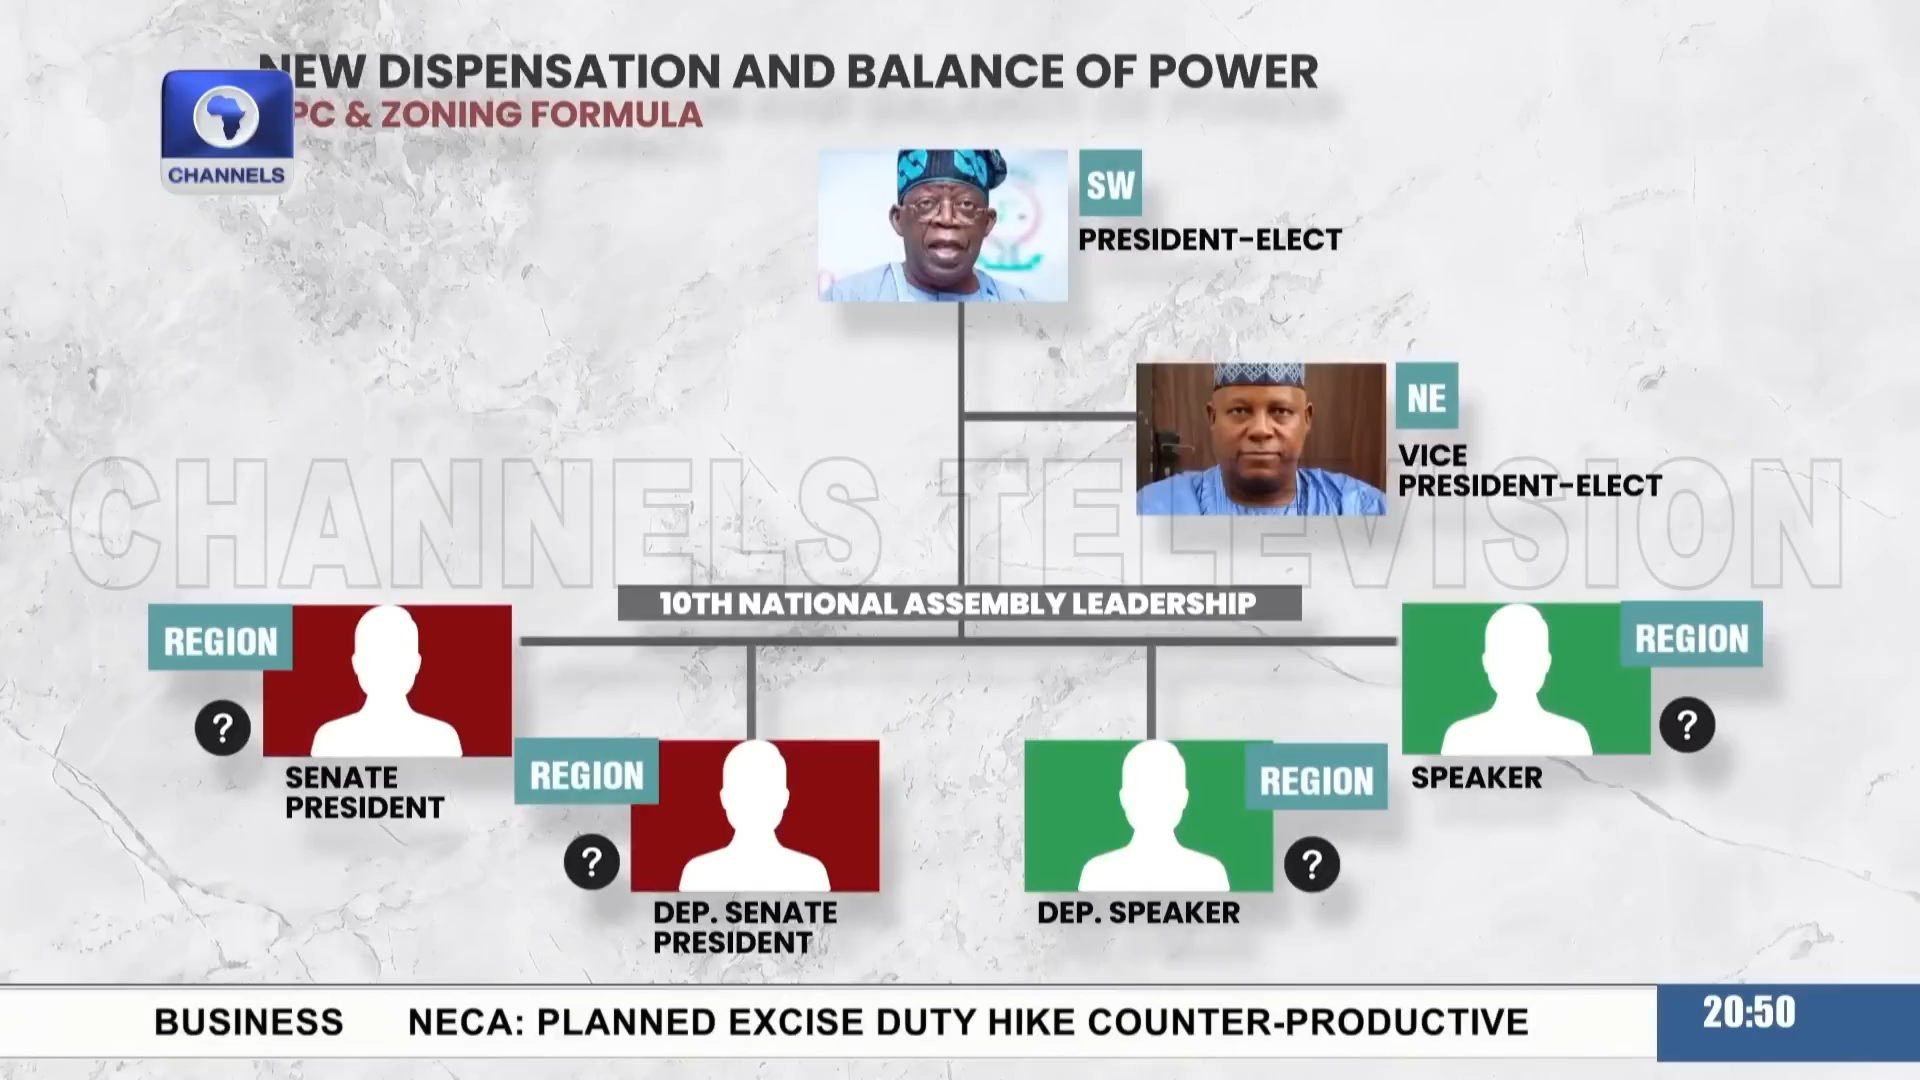 NEW DISPENSATION AND BALANCE OF POWER
PC & ZONING FORMULA
CHANNELS
SW
PRESIDENT-ELECT
NE
VICE
PRESIDENT-ELECT
CHANNELS TELEVISION
10TH NATIONAL ASSEMBLY LEADERSHIP
REGION
?
SENATE
PRESIDENT
REGION
?
DEP. SENATE
PRESIDENT
REGION
?
DEP. SPEAKER
REGION
?
SPEAKER
BUSINESS NECA: PLANNED EXCISE DUTY HIKE COUNTER-PRODUCTIVE
20:50